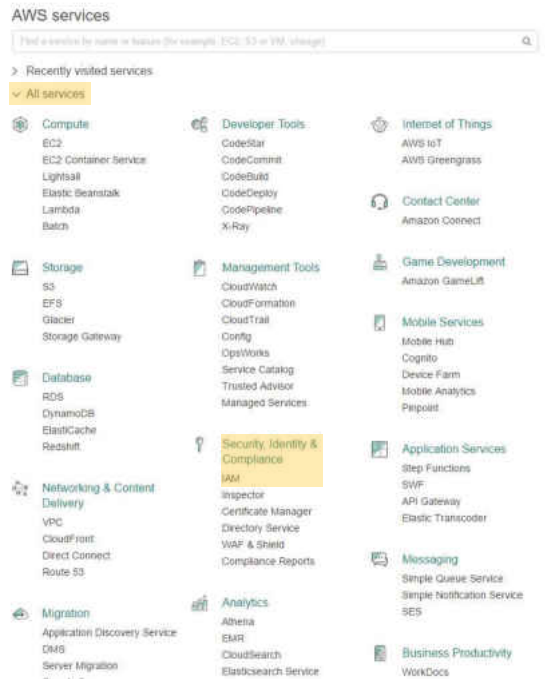 AWS services
Find a service by name or feature (for example, EC2, S3 or VM, storage).
Recently visited services
All services
Compute
EC2
EC2 Container Service
Lightsail
Elastic Beanstalk
Lambda
Batch
Storage
S3
EFS
Glacier
Storage Gateway
Database
RDS
DynamoDB
ElastiCache
Redshift
Networking & Content
Delivery
VPC
CloudFront
Direct Connect
Route 53
Migration
Application Discovery Service
DMS
Server Migration
Developer Tools
CodeStar
CodeCommit
CodeBuild
CodeDeploy
CodePipeline
X-Ray
Management Tools
CloudWatch
CloudFormation
CloudTrail
Config
OpsWorks
Service Catalog
Trusted Advisor
Managed Services
Security, Identity &
Compliance
IAM
Inspector
Certificate Manager
Directory Service
WAF & Shield
Compliance Reports
Analytics
Athena
EMR
CloudSearch
Elasticsearch Service
Internet of Things
AWS IoT
AWS Greengrass
Contact Center
Amazon Connect
Game Development
Amazon GameLift
Mobile Services
Mobile Hub
Cognito
Device Farm
Mobile Analytics
Pinpoint
Application Services
Step Functions
SWF
API Gateway
Elastic Transcoder
Messaging
Simple Queue Service
Simple Notification Service
SES
Business Productivity
WorkDocs